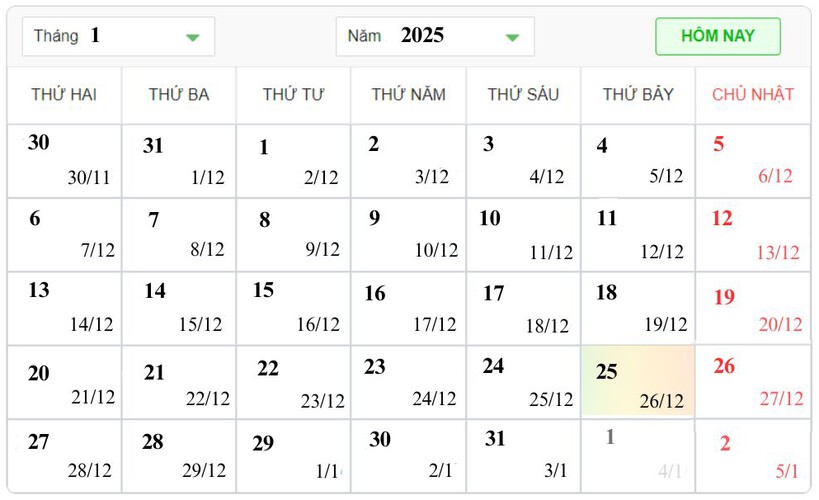 Tháng 1 Năm 2025 HÔM NAY
THỨ HAI THỨ BA THỨ TƯ THỨ NĂM THỨ SÁU THỨ BẢY CHỦ NHẬT
30 31 1 2 3 4 5
30/11 1/12 2/12 3/12 4/12 5/12 6/12
6 7 8 9 10 11 12
7/12 8/12 9/12 10/12 11/12 12/12 13/12
13 14 15 16 17 18 19
14/12 15/12 16/12 17/12 18/12 19/12 20/12
20 21 22 23 24 25 26
21/12 22/12 23/12 24/12 25/12 26/12 27/12
27 28 29 30 31 1 2
28/12 29/12 1/1 2/1 3/1 4/1 5/1